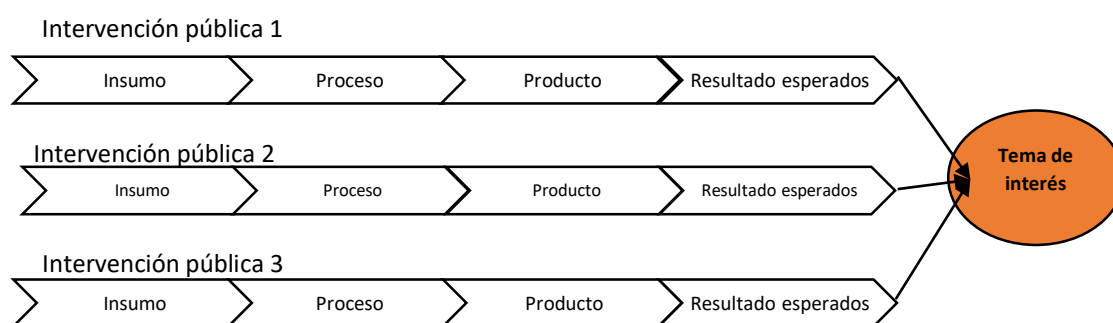 Intervención pública 1
Insumo Proceso Producto Resultado esperados
Intervención pública 2
Insumo Proceso Producto Resultado esperados
Tema de
interés
Intervención pública 3
Insumo Proceso Producto Resultado esperados